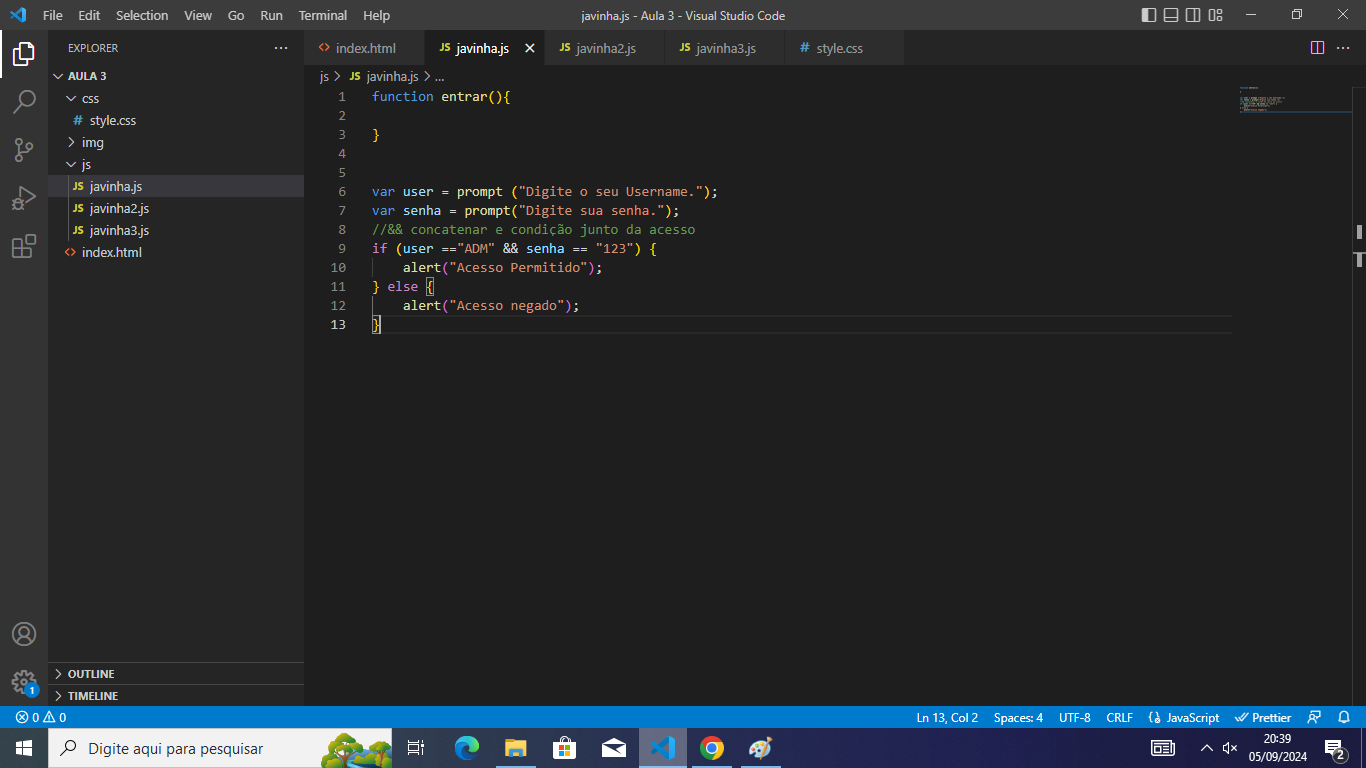 File Edit Selection View Go Run Terminal Help
javinha.js - Aula 3 - Visual Studio Code
EXPLORER
AULA 3
css
# style.css
img
js
JS javinha.js
JS javinha2.js
JS javinha3.js
<> index.html
OUTLINE
TIMELINE
<> index.html JS javinha.js JS javinha2.js JS javinha3.js # style.css
js > JS javinha.js > ...
1 function entrar(){
2
3 }
4
5
6 var user = prompt ("Digite o seu Username.");
7 var senha = prompt("Digite sua senha.");
8 //&& concatenar e condição junto da acesso
9 if (user =="ADM" && senha == "123") {
10 alert("Acesso Permitido");
11 } else {
12 alert("Acesso negado");
13 }
1
0 0 Ln 13, Col 2 Spaces: 4 UTF-8 CRLF {} JavaScript Prettier
Digite aqui para pesquisar
20:39
05/09/2024
2